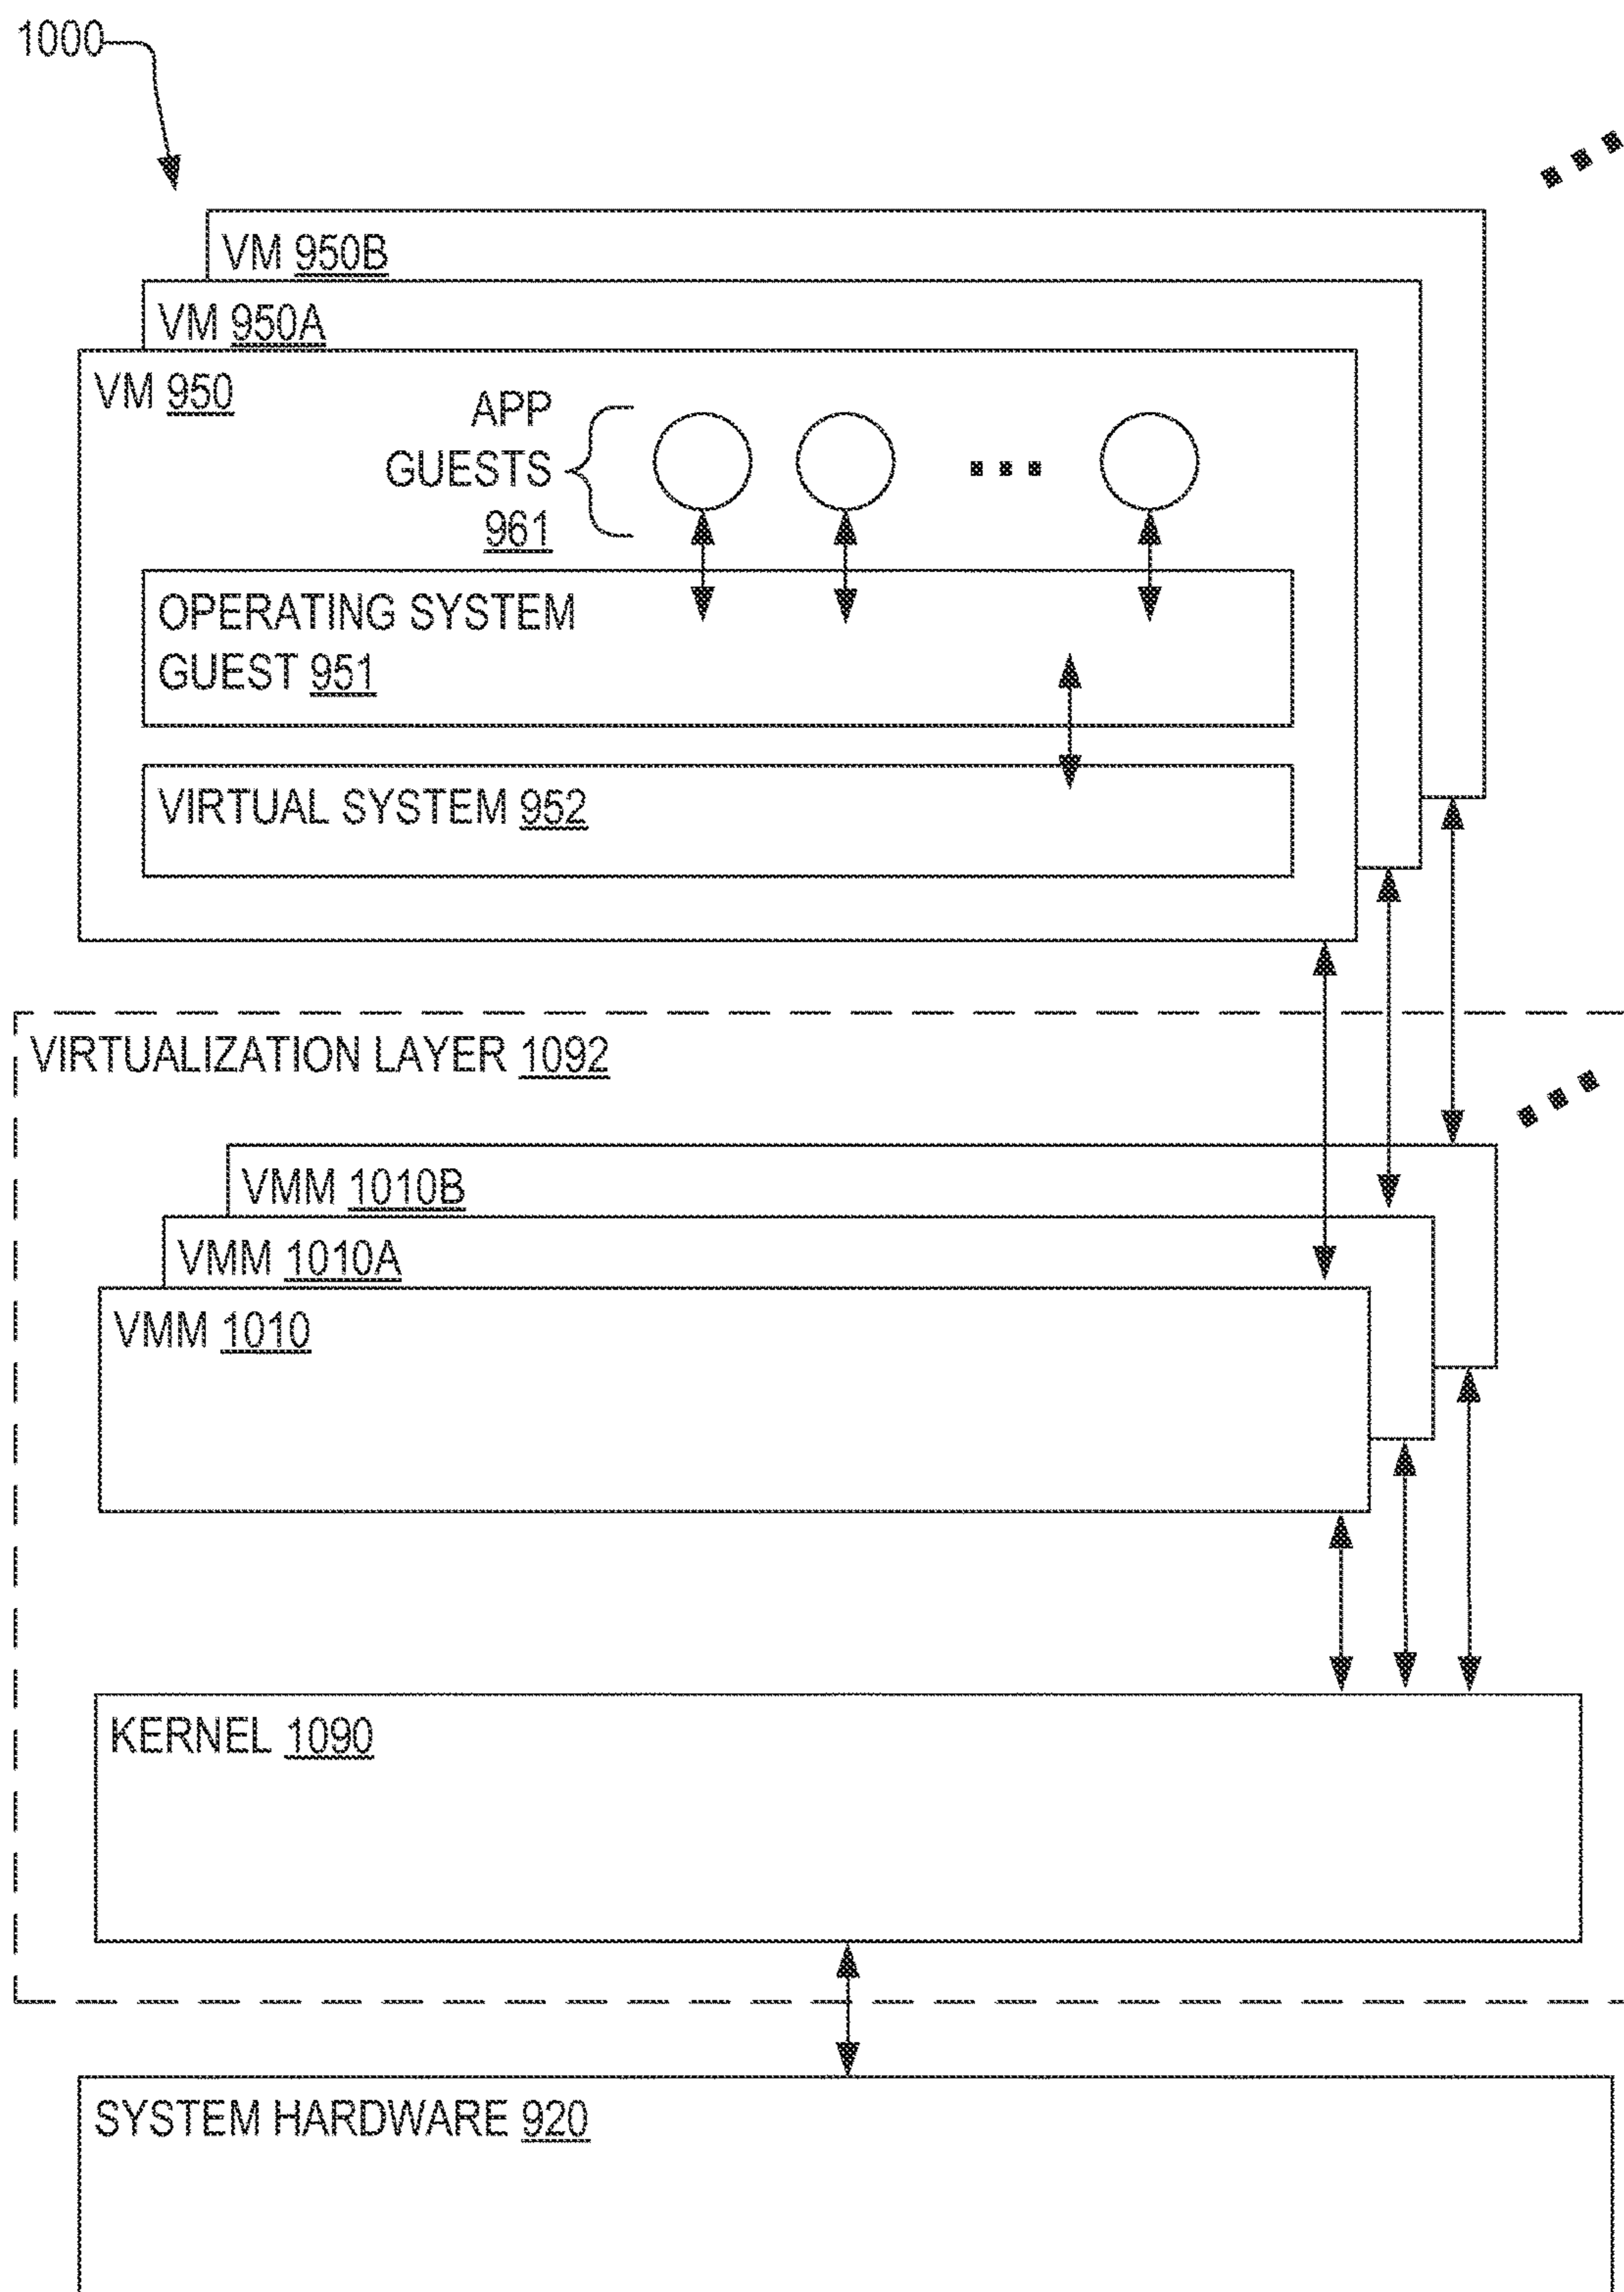 1000
VM 950B
VM 950A
VM 950
APP
GUESTS
961
OPERATING SYSTEM
GUEST 951
VIRTUAL SYSTEM 952
VIRTUALIZATION LAYER 1092
VMM 1010B
VMM 1010A
VMM 1010
KERNEL 1090
SYSTEM HARDWARE 920